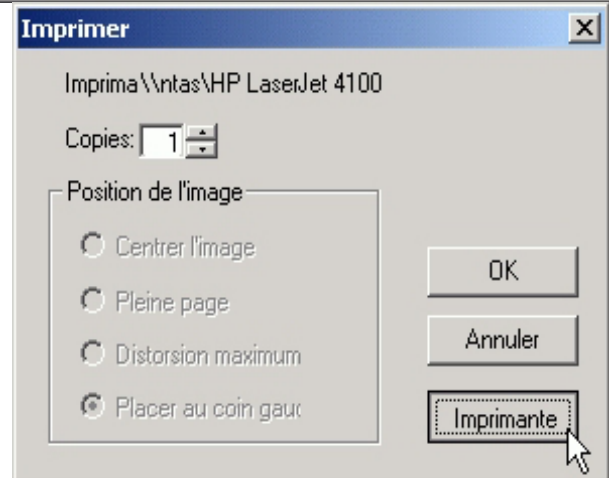 Imprimer
Imprima\\ntas\HP LaserJet 4100
Copies: 1
Position de l'image
Centrer l'image
Pleine page
Distorsion maximum
Placer au coin gauc
OK
Annuler
Imprimante